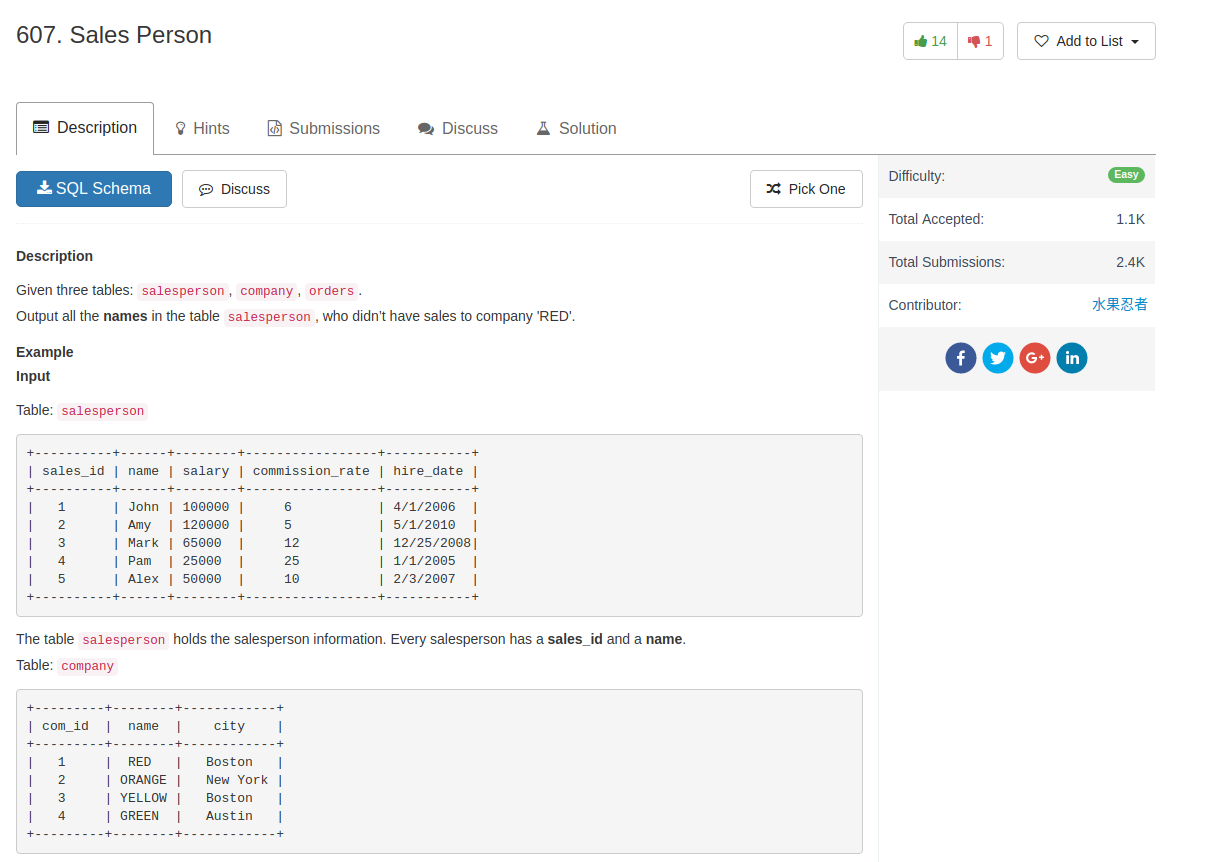 607. Sales Person
14 1 Add to List
Description Hints Submissions Discuss Solution
SQL Schema Discuss Pick One
Difficulty: Easy
Total Accepted: 1.1K
Total Submissions: 2.4K
Contributor: 水果忍者
f G+ in
Description
Given three tables: salesperson, company, orders.
Output all the names in the table salesperson, who didn’t have sales to company 'RED'.
Example
Input
Table: salesperson
+----------+------+--------+-----------------+-----------+
| sales_id | name | salary | commission_rate | hire_date |
+----------+------+--------+-----------------+-----------+
|   1      | John | 100000 |     6           | 4/1/2006  |
|   2      | Amy  | 120000 |     5           | 5/1/2010  |
|   3      | Mark | 65000  |     12          | 12/25/2008|
|   4      | Pam  | 25000  |     25          | 1/1/2005  |
|   5      | Alex | 50000  |     10          | 2/3/2007  |
+----------+------+--------+-----------------+-----------+
The table salesperson holds the salesperson information. Every salesperson has a sales_id and a name.
Table: company
+---------+--------+------------+
| com_id  |  name  |    city    |
+---------+--------+------------+
|   1     |  RED   |   Boston   |
|   2     | ORANGE |   New York |
|   3     | YELLOW |   Boston   |
|   4     | GREEN  |   Austin   |
+---------+--------+------------+